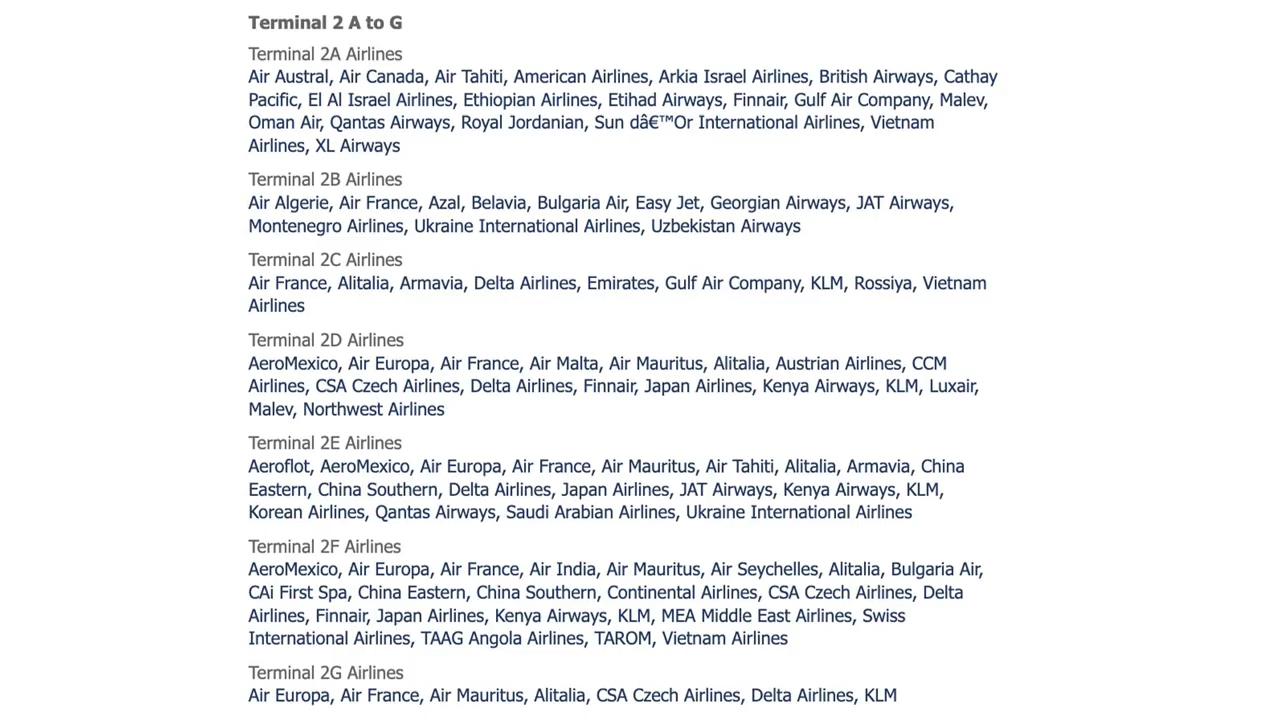 Terminal 2 A to G
Terminal 2A Airlines
Air Austral, Air Canada, Air Tahiti, American Airlines, Arkia Israel Airlines, British Airways, Cathay
Pacific, El Al Israel Airlines, Ethiopian Airlines, Etihad Airways, Finnair, Gulf Air Company, Malev,
Oman Air, Qantas Airways, Royal Jordanian, Sun dâ€™Or International Airlines, Vietnam
Airlines, XL Airways
Terminal 2B Airlines
Air Algerie, Air France, Azal, Belavia, Bulgaria Air, Easy Jet, Georgian Airways, JAT Airways,
Montenegro Airlines, Ukraine International Airlines, Uzbekistan Airways
Terminal 2C Airlines
Air France, Alitalia, Armavia, Delta Airlines, Emirates, Gulf Air Company, KLM, Rossiya, Vietnam
Airlines
Terminal 2D Airlines
AeroMexico, Air Europa, Air France, Air Malta, Air Mauritus, Alitalia, Austrian Airlines, CCM
Airlines, CSA Czech Airlines, Delta Airlines, Finnair, Japan Airlines, Kenya Airways, KLM, Luxair,
Malev, Northwest Airlines
Terminal 2E Airlines
Aeroflot, AeroMexico, Air Europa, Air France, Air Mauritus, Air Tahiti, Alitalia, Armavia, China
Eastern, China Southern, Delta Airlines, Japan Airlines, JAT Airways, Kenya Airways, KLM,
Korean Airlines, Qantas Airways, Saudi Arabian Airlines, Ukraine International Airlines
Terminal 2F Airlines
AeroMexico, Air Europa, Air France, Air India, Air Mauritus, Air Seychelles, Alitalia, Bulgaria Air,
CAi First Spa, China Eastern, China Southern, Continental Airlines, CSA Czech Airlines, Delta
Airlines, Finnair, Japan Airlines, Kenya Airways, KLM, MEA Middle East Airlines, Swiss
International Airlines, TAAG Angola Airlines, TAROM, Vietnam Airlines
Terminal 2G Airlines
Air Europa, Air France, Air Mauritus, Alitalia, CSA Czech Airlines, Delta Airlines, KLM